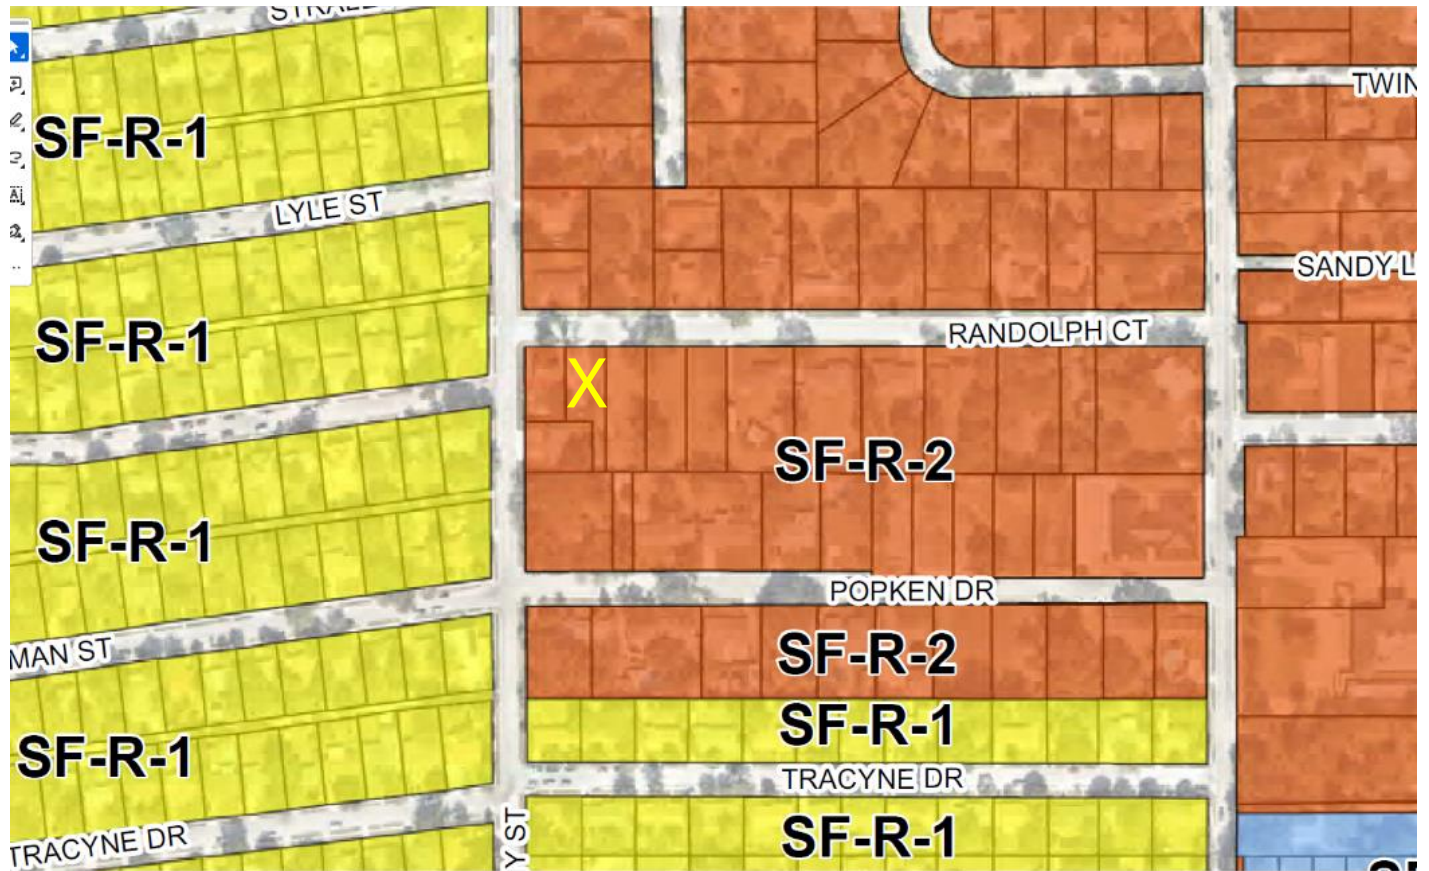 TWIN
SF-R-1
LYLE ST
SANDY L
RANDOLPH CT
SF-R-1
X
SF-R-2
SF-R-1
POPKEN DR
MAN ST
SF-R-2
SF-R-1
SF-R-1
TRACYNE DR
SF-R-1
TRACYNE DR
Y ST